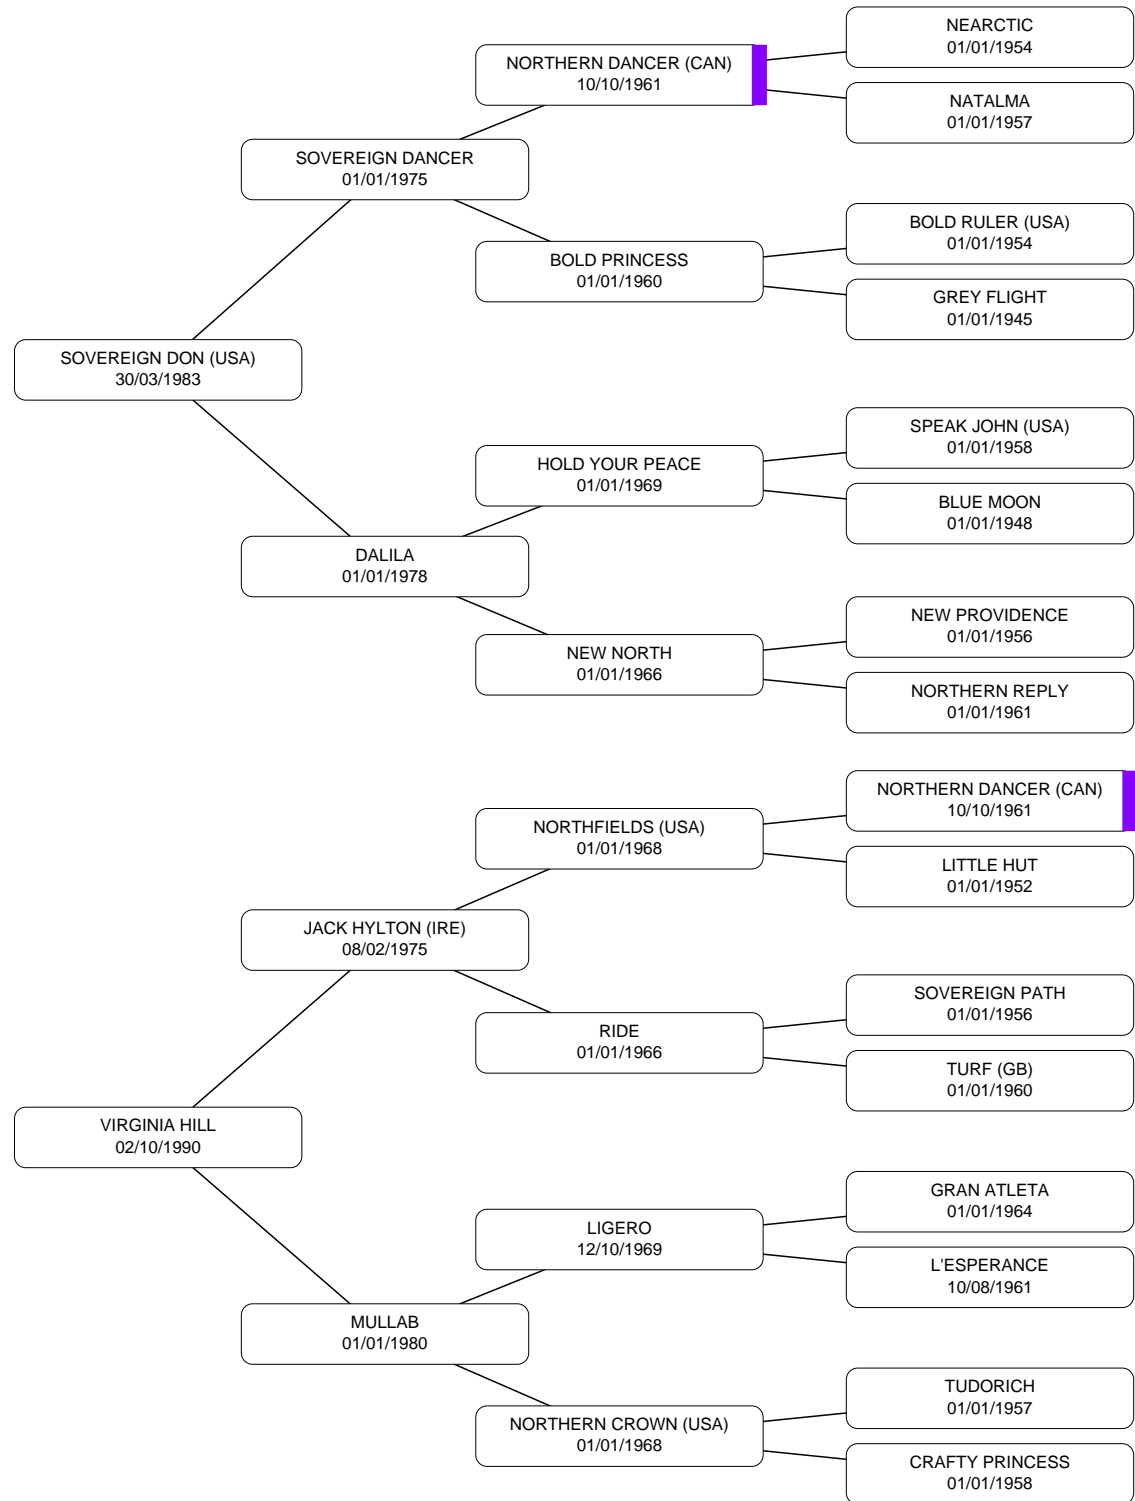 NEARCTIC
01/01/1954
NORTHERN DANCER (CAN)
10/10/1961
NATALMA
01/01/1957
SOVEREIGN DANCER
01/01/1975
BOLD RULER (USA)
01/01/1954
BOLD PRINCESS
01/01/1960
GREY FLIGHT
01/01/1945
SOVEREIGN DON (USA)
30/03/1983
SPEAK JOHN (USA)
01/01/1958
HOLD YOUR PEACE
01/01/1969
BLUE MOON
01/01/1948
DALILA
01/01/1978
NEW PROVIDENCE
01/01/1956
NEW NORTH
01/01/1966
NORTHERN REPLY
01/01/1961
NORTHERN DANCER (CAN)
10/10/1961
NORTHFIELDS (USA)
01/01/1968
LITTLE HUT
01/01/1952
JACK HYLTON (IRE)
08/02/1975
SOVEREIGN PATH
01/01/1956
RIDE
01/01/1966
TURF (GB)
01/01/1960
VIRGINIA HILL
02/10/1990
GRAN ATLETA
01/01/1964
LIGERO
12/10/1969
L'ESPERANCE
10/08/1961
MULLAB
01/01/1980
TUDORICH
01/01/1957
NORTHERN CROWN (USA)
01/01/1968
CRAFTY PRINCESS
01/01/1958